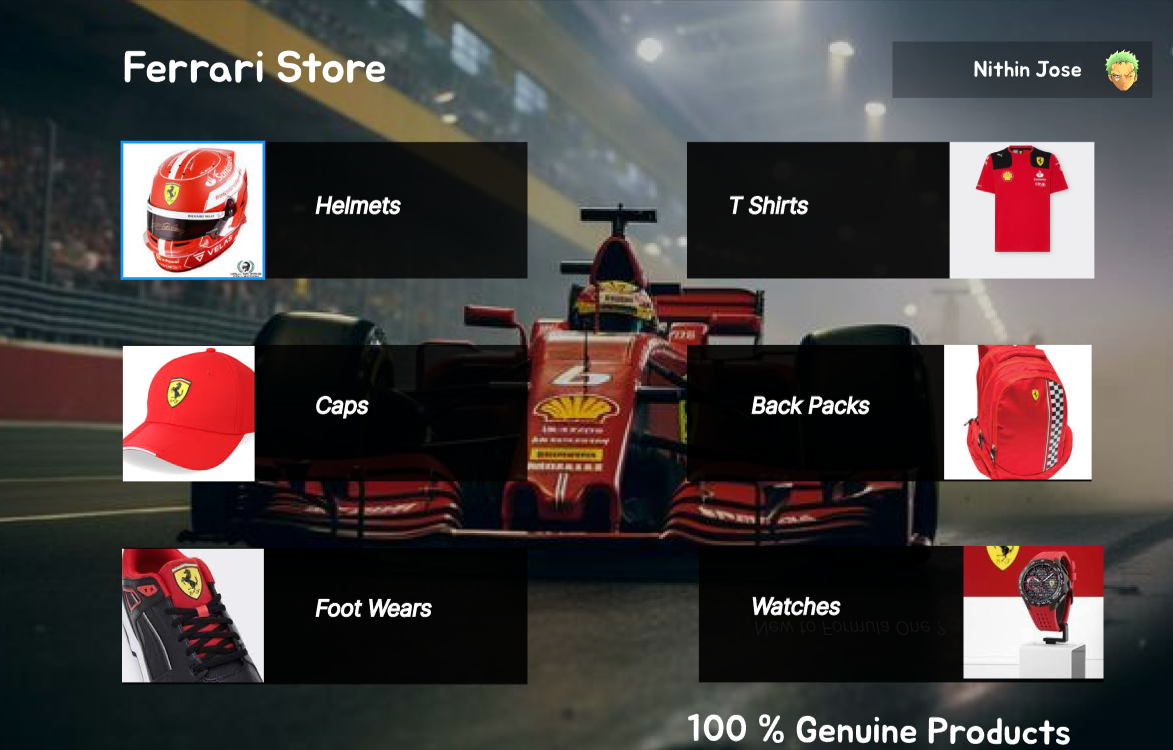 Ferrari Store
Nithin Jose
Helmets
T Shirts
Caps
Back Packs
6
Foot Wears
Watches
New to Formula One ?
100 % Genuine Products